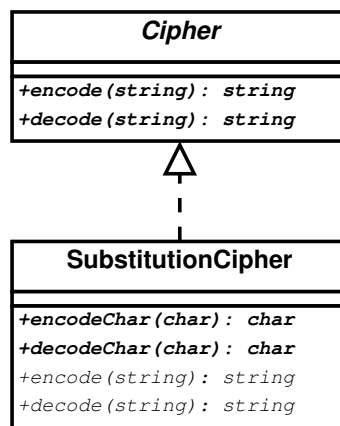 Cipher
+encode(string): string
+decode(string): string
SubstitutionCipher
+encodeChar(char): char
+decodeChar(char): char
+encode(string): string
+decode(string): string